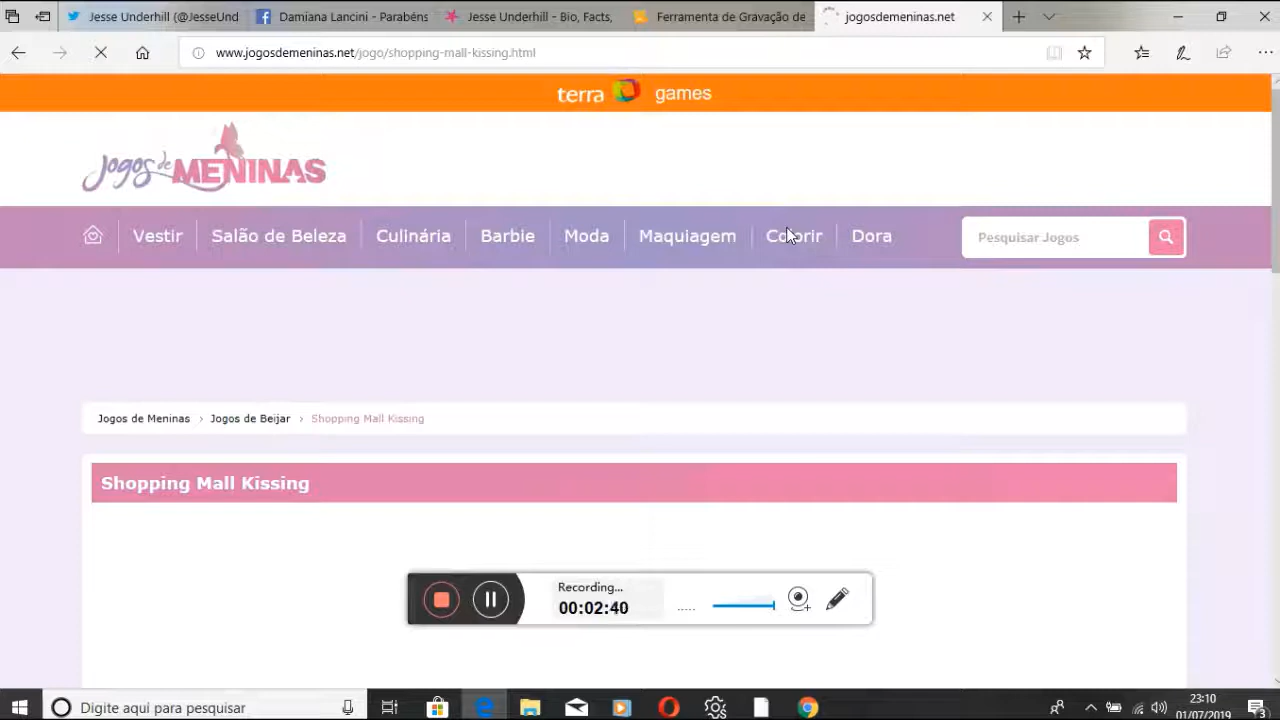 Jesse Underhill (@JesseUnd
Damiana Lancini - Parabéns
Jesse Underhill - Bio, Facts,
Ferramenta de Gravação de
jogosdemeninas.net
www.jogosdemeninas.net/jogo/shopping-mall-kissing.html
terra games
Jogos de MENINAS
Vestir
Salão de Beleza
Culinária
Barbie
Moda
Maquiagem
Colorir
Dora
Pesquisar Jogos
Jogos de Meninas › Jogos de Beijar › Shopping Mall Kissing
Shopping Mall Kissing
Recording...
00:02:40
Digite aqui para pesquisar
23:10
01/07/2019
3